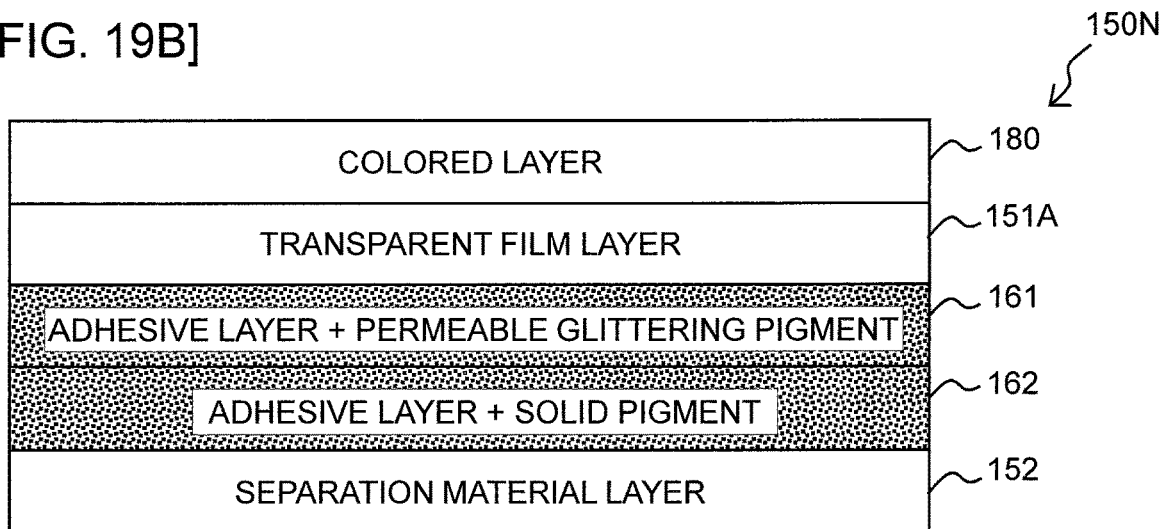 FIG. 19B]
150N
COLORED LAYER
180
TRANSPARENT FILM LAYER
151A
ADHESIVE LAYER + PERMEABLE GLITTERING PIGMENT
161
ADHESIVE LAYER + SOLID PIGMENT
162
SEPARATION MATERIAL LAYER
152